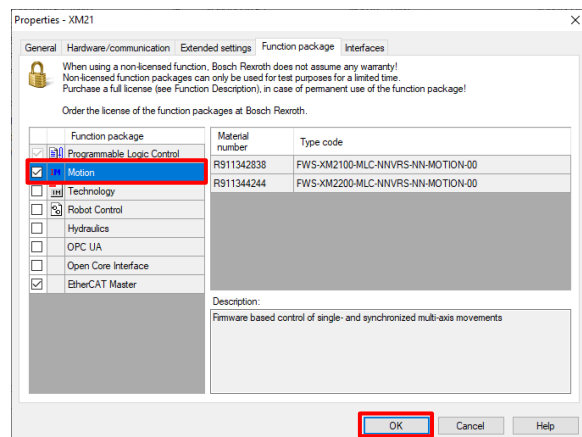 Properties - XM21
General Hardware/communication Extended settings Function package Interfaces
When using a non-licensed function, Bosch Rexroth does not assume any warranty!
Non-licensed function packages can only be used for test purposes for a limited time.
Purchase a full license (see Function Description), in case of permanent use of the function package!
Order the license of the function packages at Bosch Rexroth.
Function package
Programmable Logic Control
Motion
Technology
Robot Control
Hydraulics
OPC UA
Open Core Interface
EtherCAT Master
Material number Type code
R911342838 FWS-XM2100-MLC-NNVRS-NN-MOTION-00
R911344244 FWS-XM2200-MLC-NNVRS-NN-MOTION-00
Description:
Firmware based control of single- and synchronized multi-axis movements
OK Cancel Help